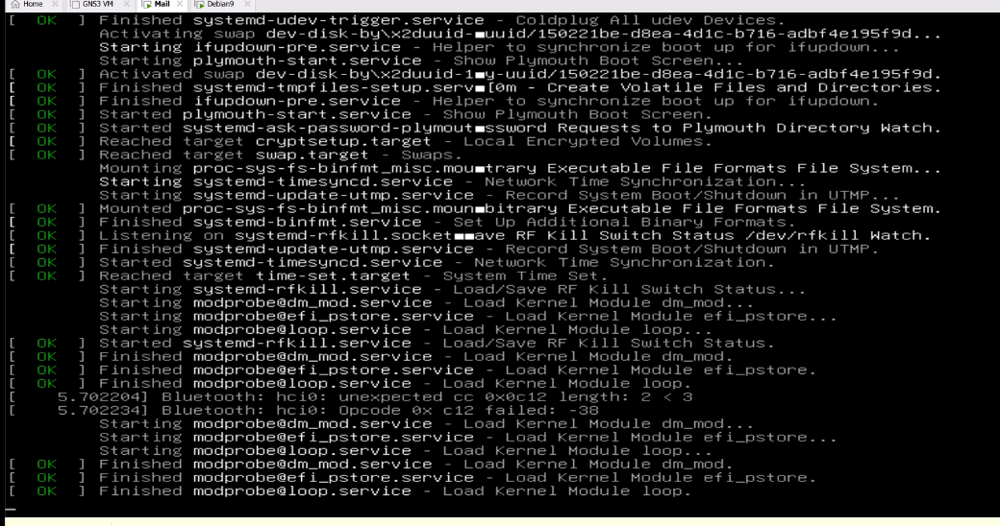 Home × GNS3 VM × Mail × Debian9 ×
[ OK ] Finished systemd-udev-trigger.service - Coldplug All udev Devices.
Activating swap dev-disk-by\x2duuid-■uuid/150221be-d8ea-4d1c-b716-adbf4e195f9d...
Starting ifupdown-pre.service - Helper to synchronize boot up for ifupdown...
Starting plymouth-start.service - Show Plymouth Boot Screen...
[ OK ] Activated swap dev-disk-by\x2duuid-1■y-uuid/150221be-d8ea-4d1c-b716-adbf4e195f9d.
[ OK ] Finished systemd-tmpfiles-setup.serv■[0m - Create Volatile Files and Directories.
[ OK ] Finished ifupdown-pre.service - Helper to synchronize boot up for ifupdown.
[ OK ] Started plymouth-start.service - Show Plymouth Boot Screen.
[ OK ] Started systemd-ask-password-plymout■ssword Requests to Plymouth Directory Watch.
[ OK ] Reached target cryptsetup.target - Local Encrypted Volumes.
[ OK ] Reached target swap.target - Swaps.
Mounting proc-sys-fs-binfmt_misc.mou■trary Executable File Formats File System...
Starting systemd-timesyncd.service - Network Time Synchronization...
Starting systemd-update-utmp.service - Record System Boot/Shutdown in UTMP...
[ OK ] Mounted proc-sys-fs-binfmt_misc.moun■bitrary Executable File Formats File System.
[ OK ] Finished systemd-binfmt.service - Set Up Additional Binary Formats.
[ OK ] Listening on systemd-rfkill.socket■■ave RF Kill Switch Status /dev/rfkill Watch.
[ OK ] Finished systemd-update-utmp.service - Record System Boot/Shutdown in UTMP.
[ OK ] Started systemd-timesyncd.service - Network Time Synchronization.
[ OK ] Reached target time-set.target - System Time Set.
Starting systemd-rfkill.service - Load/Save RF Kill Switch Status...
Starting modprobe@dm_mod.service - Load Kernel Module dm_mod...
Starting modprobe@efi_pstore.service - Load Kernel Module efi_pstore...
Starting modprobe@loop.service - Load Kernel Module loop...
[ OK ] Started systemd-rfkill.service - Load/Save RF Kill Switch Status.
[ OK ] Finished modprobe@dm_mod.service - Load Kernel Module dm_mod.
[ OK ] Finished modprobe@efi_pstore.service - Load Kernel Module efi_pstore.
[ OK ] Finished modprobe@loop.service - Load Kernel Module loop.
[ 5.702204] Bluetooth: hci0: unexpected cc 0x0c12 length: 2 < 3
[ 5.702234] Bluetooth: hci0: Opcode 0x c12 failed: -38
Starting modprobe@dm_mod.service - Load Kernel Module dm_mod...
Starting modprobe@efi_pstore.service - Load Kernel Module efi_pstore...
Starting modprobe@loop.service - Load Kernel Module loop...
[ OK ] Finished modprobe@dm_mod.service - Load Kernel Module dm_mod.
[ OK ] Finished modprobe@efi_pstore.service - Load Kernel Module efi_pstore.
[ OK ] Finished modprobe@loop.service - Load Kernel Module loop.